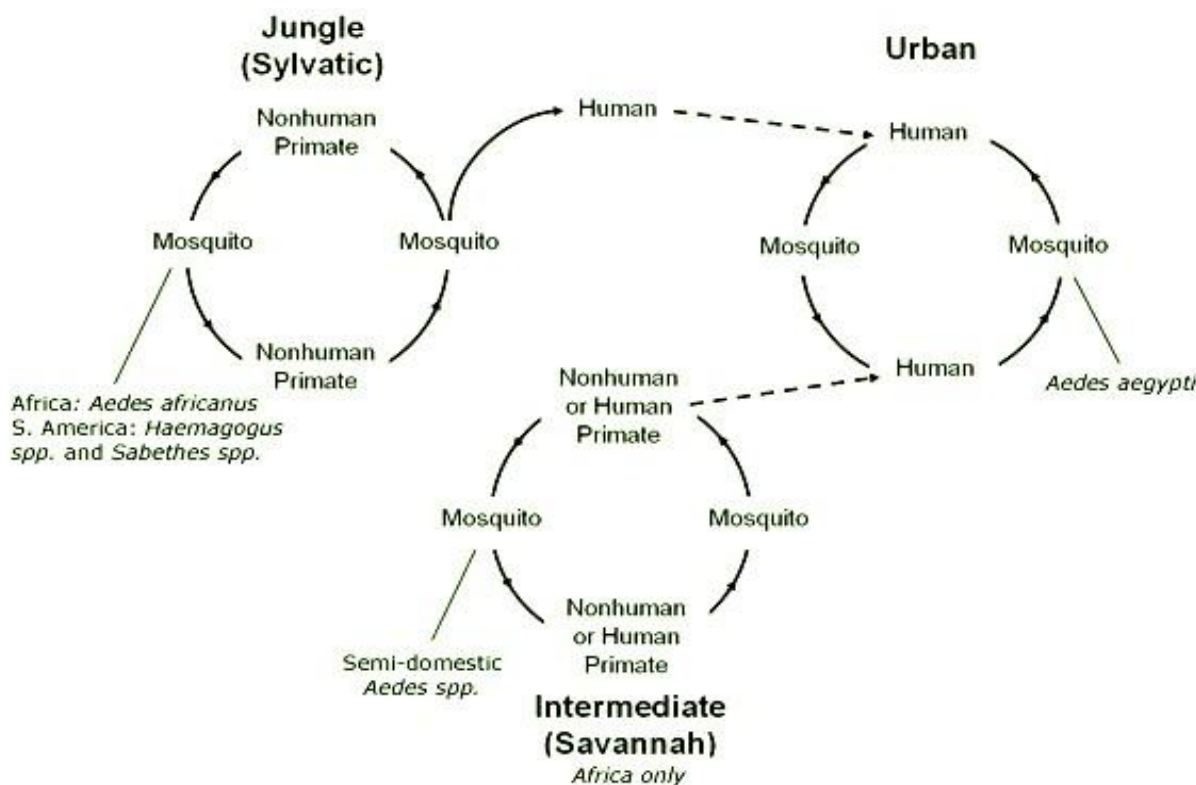 Jungle
(Sylvatic)
Nonhuman
Primate
Mosquito
Mosquito
Nonhuman
Primate
Africa: Aedes africanus
S. America: Haemagogus
spp. and Sabethes spp.
Human
Urban
Human
Mosquito
Mosquito
Human
Aedes aegypti
Nonhuman
or Human
Primate
Mosquito
Mosquito
Nonhuman
or Human
Primate
Semi-domestic
Aedes spp.
Intermediate
(Savannah)
Africa only